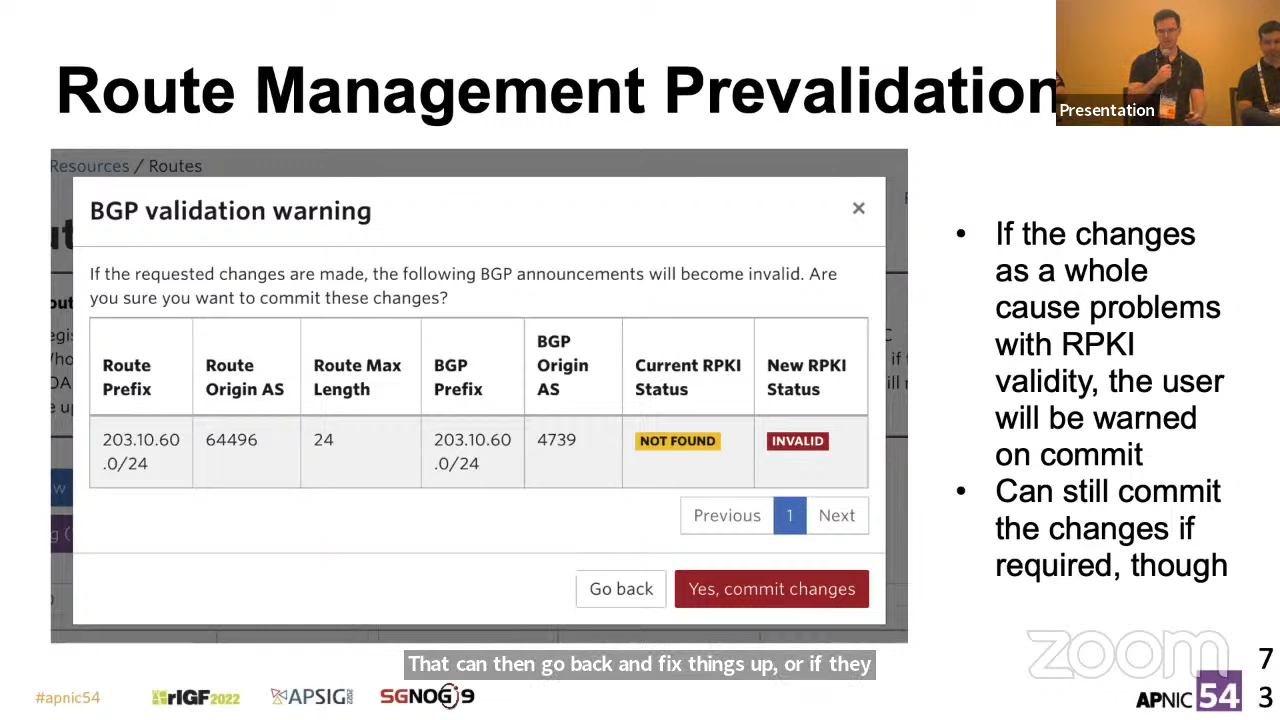 Route Management Prevalidation
Presentation
Resources / Routes
BGP validation warning
×
If the requested changes are made, the following BGP announcements will become invalid. Are
you sure you want to commit these changes?
Route Prefix
Route Origin AS
Route Max Length
BGP Prefix
BGP Origin AS
Current RPKI Status
New RPKI Status
203.10.60.0/24
64496
24
203.10.60.0/24
4739
NOT FOUND
INVALID
Previous
1
Next
Go back
Yes, commit changes
• If the changes
as a whole
cause problems
with RPKI
validity, the user
will be warned
on commit
• Can still commit
the changes if
required, though
That can then go back and fix things up, or if they
zoom
7
3
#apnic54
rIGF2022
APSIG
SGNOG9
APNIC 54